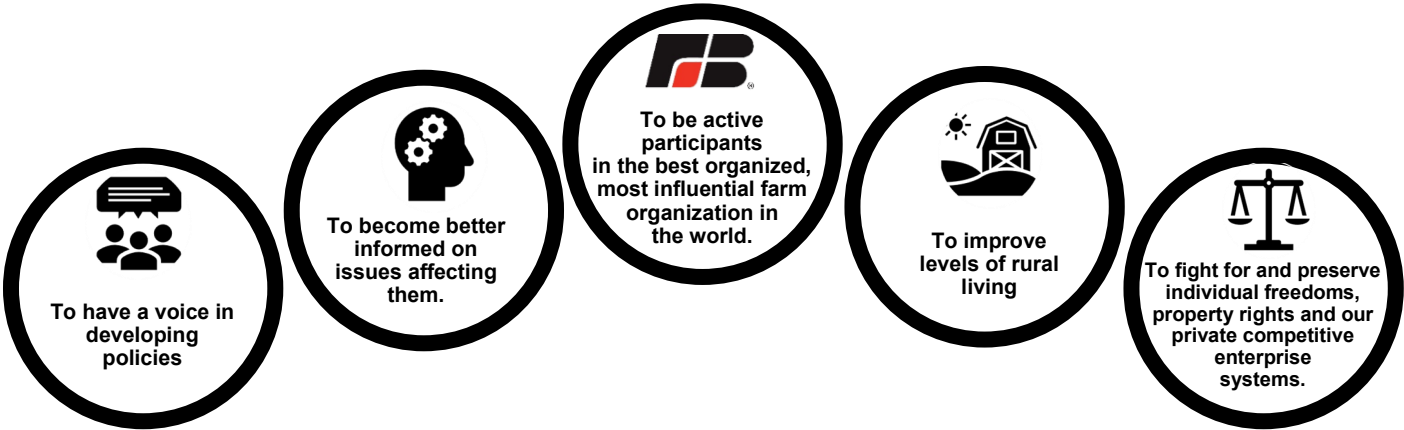 To have a voice in
developing
policies
To become better
informed on
issues affecting
them.
FB
To be active
participants
in the best organized,
most influential farm
organization in
the world.
To improve
levels of rural
living
To fight for and preserve
individual freedoms,
property rights and our
private competitive
enterprise
systems.